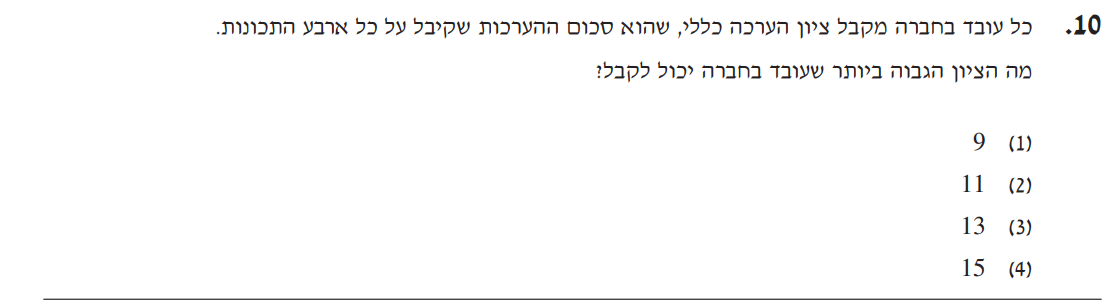 10. כל עובד בחברה מקבל ציון הערכה כללי, שהוא סכום ההערכות שקיבל על כל ארבע התכונות.
מה הציון הגבוה ביותר שעובד בחברה יכול לקבל?
(1) 9
(2) 11
(3) 13
(4) 15